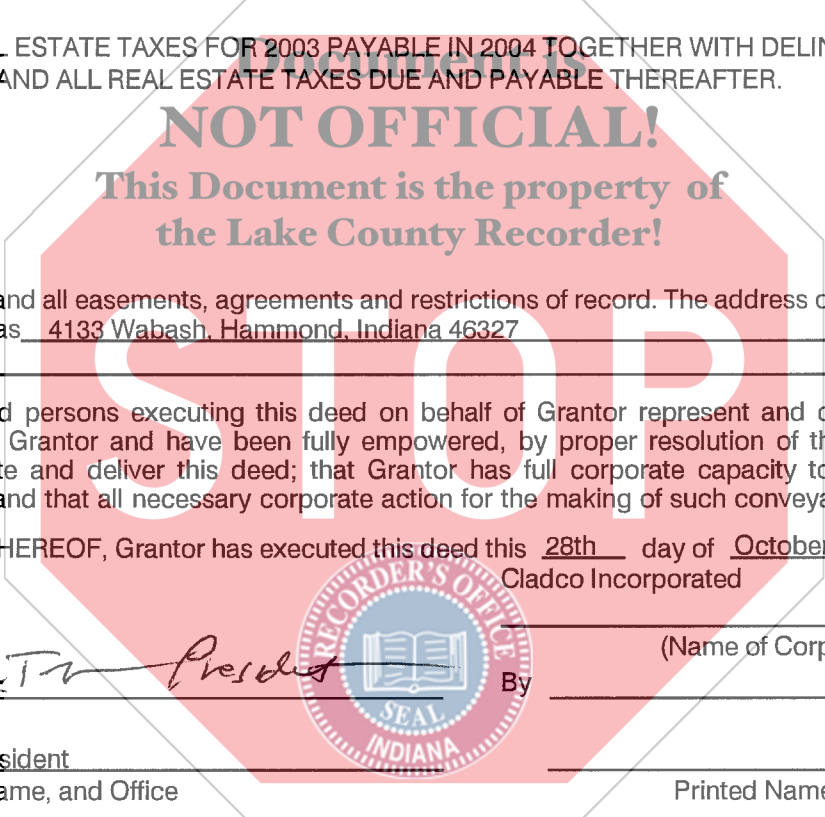 ESTATE TAXES FOR 2003 PAYABLE IN 2004 TOGETHER WITH DELIN
AND ALL REAL ESTATE TAXES DUE AND PAYABLE THEREAFTER.
Document is
NOT OFFICIAL!
This Document is the property of
the Lake County Recorder!
and all easements, agreements and restrictions of record. The address o
as 4133 Wabash, Hammond, Indiana 46327
STOP
d persons executing this deed on behalf of Grantor represent and c
Grantor and have been fully empowered, by proper resolution of th
te and deliver this deed; that Grantor has full corporate capacity to
and that all necessary corporate action for the making of such conveya
HEREOF, Grantor has executed this deed this 28th day of October
Cladco Incorporated
(Name of Corp
President
By
RECORDER'S OFFICE
SEAL
INDIANA
sident
ame, and Office
Printed Name